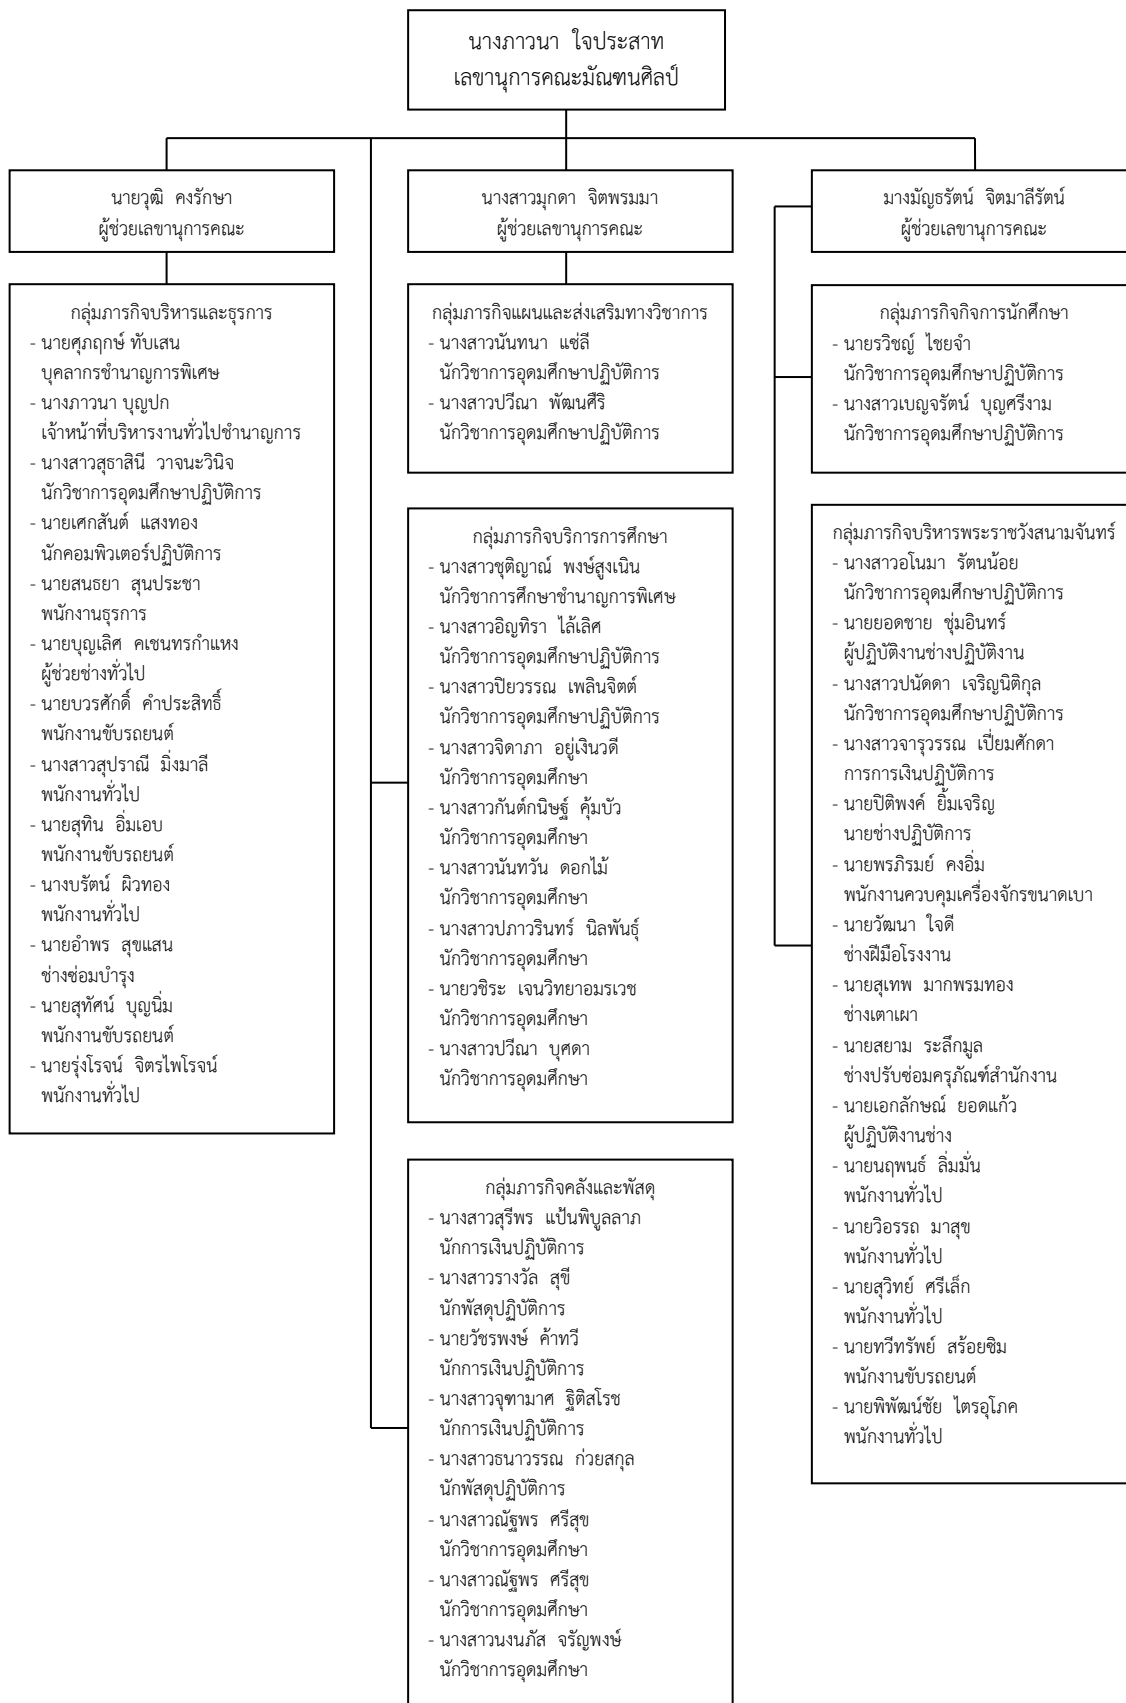 นางภาวนา ใจประสาท
เลขานุการคณะมัณฑนศิลป์
นายวุฒิ คงรักษา
ผู้ช่วยเลขานุการคณะ
นางสาวมุกดา จิตพรมมา
ผู้ช่วยเลขานุการคณะ
มางมัญธรัตน์ จิตมาลีรัตน์
ผู้ช่วยเลขานุการคณะ
กลุ่มภารกิจบริหารและธุรการ
- นายศุภฤกษ์ ทับเสน
บุคลากรชำนาญการพิเศษ
- นางภาวนา บุญปก
เจ้าหน้าที่บริหารงานทั่วไปชำนาญการ
- นางสาวสุธาสินี วาจนะวินิจ
นักวิชาการอุดมศึกษาปฏิบัติการ
- นายเศกสันต์ แสงทอง
นักคอมพิวเตอร์ปฏิบัติการ
- นายสนธยา สุนประชา
พนักงานธุรการ
- นายบุญเลิศ คเชนทรกำแหง
ผู้ช่วยช่างทั่วไป
- นายบวรศักดิ์ คำประสิทธิ์
พนักงานขับรถยนต์
- นางสาวสุปราณี มิ่งมาลี
พนักงานทั่วไป
- นายสุทิน อิ่มเอบ
พนักงานขับรถยนต์
- นางบรัตน์ ผิวทอง
พนักงานทั่วไป
- นายอำพร สุขแสน
ช่างซ่อมบำรุง
- นายสุทัศน์ บุญนิ่ม
พนักงานขับรถยนต์
- นายรุ่งโรจน์ จิตรไพโรจน์
พนักงานทั่วไป
กลุ่มภารกิจแผนและส่งเสริมทางวิชาการ
- นางสาวนันทนา แซ่ลี
นักวิชาการอุดมศึกษาปฏิบัติการ
- นางสาวปวีณา พัฒนศิริ
นักวิชาการอุดมศึกษาปฏิบัติการ
กลุ่มภารกิจบริการการศึกษา
- นางสาวชุติญาณ์ พงษ์สูงเนิน
นักวิชาการศึกษาชำนาญการพิเศษ
- นางสาวอิญทิรา ไล้เลิศ
นักวิชาการอุดมศึกษาปฏิบัติการ
- นางสาวปิยวรรณ เพลินจิตต์
นักวิชาการอุดมศึกษาปฏิบัติการ
- นางสาวจิดาภา อยู่เงินวดี
นักวิชาการอุดมศึกษา
- นางสาวกันต์กนิษฐ์ คุ้มบัว
นักวิชาการอุดมศึกษา
- นางสาวนันทวัน ดอกไม้
นักวิชาการอุดมศึกษา
- นางสาวปภาวรินทร์ นิลพันธุ์
นักวิชาการอุดมศึกษา
- นายวชิระ เจนวิทยาอมรเวช
นักวิชาการอุดมศึกษา
- นางสาวปวีณา บุศดา
นักวิชาการอุดมศึกษา
กลุ่มภารกิจคลังและพัสดุ
- นางสาวสุรีพร แป้นพิบูลลาภ
นักการเงินปฏิบัติการ
- นางสาวรางวัล สุขี
นักพัสดุปฏิบัติการ
- นายวัชรพงษ์ ค้าทวี
นักการเงินปฏิบัติการ
- นางสาวจุฑามาศ ฐิติสโรช
นักการเงินปฏิบัติการ
- นางสาวธนาวรรณ ก่วยสกุล
นักพัสดุปฏิบัติการ
- นางสาวณัฐพร ศรีสุข
นักวิชาการอุดมศึกษา
- นางสาวณัฐพร ศรีสุข
นักวิชาการอุดมศึกษา
- นางสาวนงนภัส จรัญพงษ์
นักวิชาการอุดมศึกษา
กลุ่มภารกิจกิจการนักศึกษา
- นายรวิชญ์ ไชยจำ
นักวิชาการอุดมศึกษาปฏิบัติการ
- นางสาวเบญจรัตน์ บุญศรีงาม
นักวิชาการอุดมศึกษาปฏิบัติการ
กลุ่มภารกิจบริหารพระราชวังสนามจันทร์
- นางสาวอโนมา รัตนน้อย
นักวิชาการอุดมศึกษาปฏิบัติการ
- นายยอดชาย ชุ่มอินทร์
ผู้ปฏิบัติงานช่างปฏิบัติงาน
- นางสาวปนัดดา เจริญนิติกุล
นักวิชาการอุดมศึกษาปฏิบัติการ
- นางสาวจารุวรรณ เปี่ยมศักดา
การการเงินปฏิบัติการ
- นายปิติพงค์ ยิ้มเจริญ
นายช่างปฏิบัติการ
- นายพรภิรมย์ คงอิ่ม
พนักงานควบคุมเครื่องจักรขนาดเบา
- นายวัฒนา ใจดี
ช่างฝีมือโรงงาน
- นายสุเทพ มากพรมทอง
ช่างเตาเผา
- นายสยาม ระลึกมูล
ช่างปรับซ่อมครุภัณฑ์สำนักงาน
- นายเอกลักษณ์ ยอดแก้ว
ผู้ปฏิบัติงานช่าง
- นายนฤพนธ์ ลิ่มมั่น
พนักงานทั่วไป
- นายวิอรรถ มาสุข
พนักงานทั่วไป
- นายสุวิทย์ ศรีเล็ก
พนักงานทั่วไป
- นายทวีทรัพย์ สร้อยซิม
พนักงานขับรถยนต์
- นายพิพัฒน์ชัย ไตรอุโภค
พนักงานทั่วไป